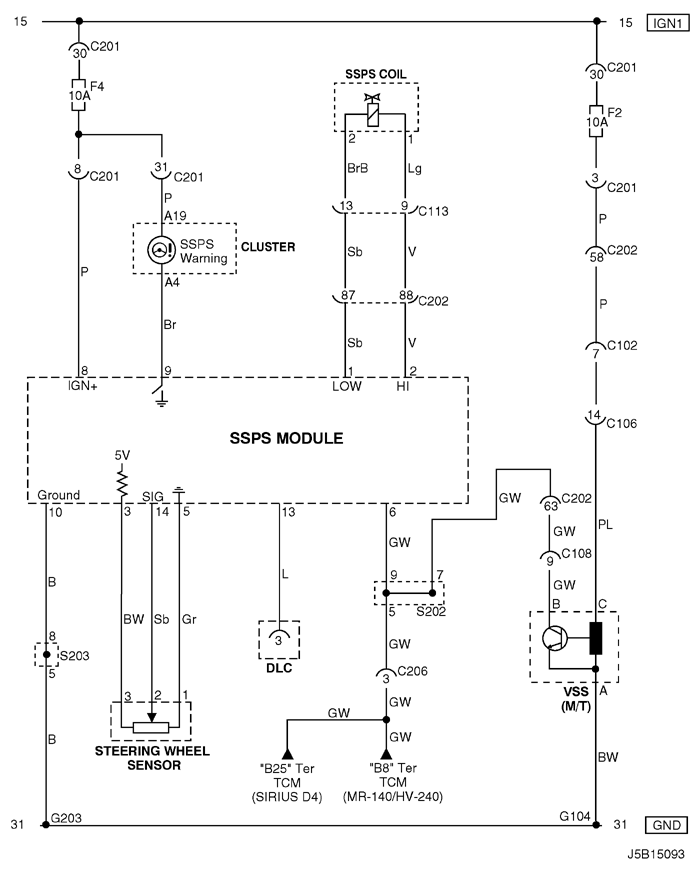 15
15 IGN1
30 C201
F4
10A
SSPS COIL
30 C201
F2
10A
2 1
8 C201
31 C201
BrB Lg
3 C201
P
A19
13 9 C113
P
SSPS
Warning
CLUSTER
Sb V
58 C202
A4
P
87 88 C202
P
Br
Sb V
7 C102
8 9 1 2
IGN+ LOW HI
14 C106
SSPS MODULE
5V
Ground SIG
10 3 14 5 13 6
GW
63 C202
PL
GW GW
9 C108
B L
9 7
GW
B C
BW Sb Gr
5 S202
8 S203
5
3
DLC
GW
3 C206
VSS
(M/T)
A
3 2 1
GW
GW
GW
B
STEERING WHEEL
SENSOR
BW
"B25" Ter
TCM
(SIRIUS D4)
"B8" Ter
TCM
(MR-140/HV-240)
31 G203
G104 31 GND
J5B15093